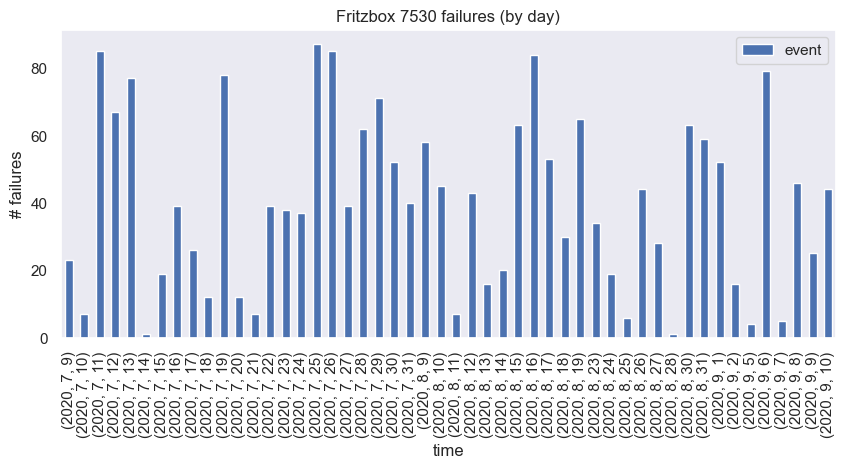 Fritzbox 7530 failures (by day)
event
# failures
80
60
40
20
0
(2020, 7, 9)
(2020, 7, 10)
(2020, 7, 11)
(2020, 7, 12)
(2020, 7, 13)
(2020, 7, 14)
(2020, 7, 15)
(2020, 7, 16)
(2020, 7, 17)
(2020, 7, 18)
(2020, 7, 19)
(2020, 7, 20)
(2020, 7, 21)
(2020, 7, 22)
(2020, 7, 23)
(2020, 7, 24)
(2020, 7, 25)
(2020, 7, 26)
(2020, 7, 27)
(2020, 7, 28)
(2020, 7, 29)
(2020, 7, 30)
(2020, 7, 31)
(2020, 8, 9)
(2020, 8, 10)
(2020, 8, 11)
(2020, 8, 12)
(2020, 8, 13)
(2020, 8, 14)
(2020, 8, 15)
(2020, 8, 16)
(2020, 8, 17)
(2020, 8, 18)
(2020, 8, 19)
(2020, 8, 23)
(2020, 8, 24)
(2020, 8, 25)
(2020, 8, 26)
(2020, 8, 27)
(2020, 8, 28)
(2020, 8, 30)
(2020, 8, 31)
(2020, 9, 1)
(2020, 9, 2)
(2020, 9, 5)
(2020, 9, 6)
(2020, 9, 7)
(2020, 9, 8)
(2020, 9, 9)
(2020, 9, 10)
time